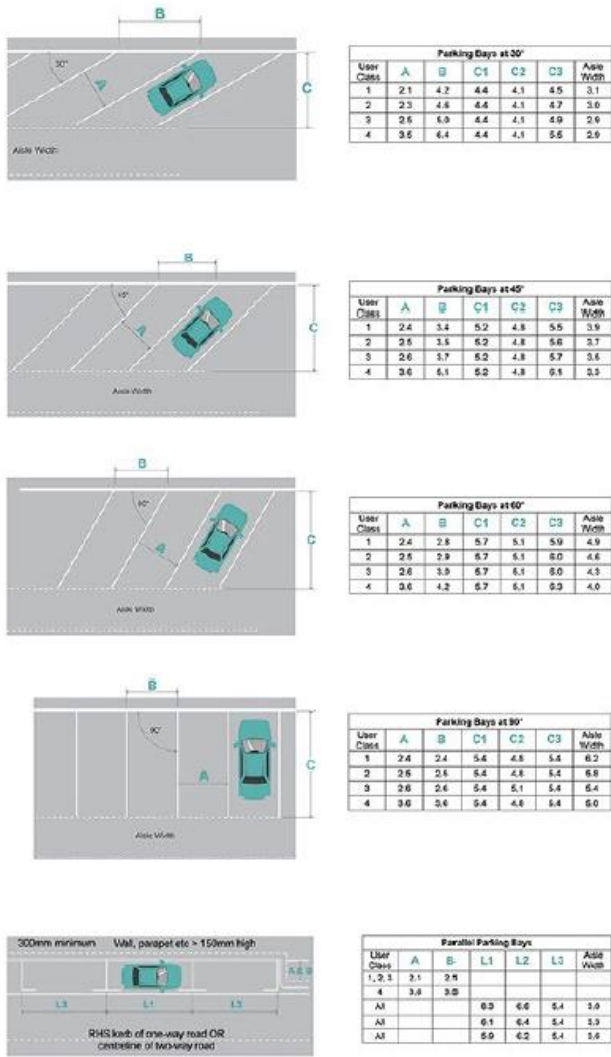 B
30°
A
C
Aisle Width
Parking Bays at 30°
User Class A B C1 C2 C3 Aisle Width
1 2.1 4.2 4.4 4.1 4.5 3.1
2 2.3 4.6 4.4 4.1 4.7 3.0
3 2.5 5.0 4.4 4.1 4.9 2.9
4 3.5 6.4 4.4 4.1 5.5 2.9
B
45°
A
C
Aisle Width
Parking Bays at 45°
User Class A B C1 C2 C3 Aisle Width
1 2.4 3.4 5.2 4.8 5.5 3.9
2 2.5 3.5 5.2 4.8 5.6 3.7
3 2.6 3.7 5.2 4.8 5.7 3.5
4 3.6 5.1 5.2 4.8 6.1 3.3
B
60°
A
C
Aisle Width
Parking Bays at 60°
User Class A B C1 C2 C3 Aisle Width
1 2.4 2.8 5.7 5.1 5.9 4.9
2 2.5 2.9 5.7 5.1 6.0 4.6
3 2.6 3.0 5.7 5.1 6.0 4.3
4 3.6 4.2 5.7 5.1 6.3 4.0
B
90°
A
C
Aisle Width
Parking Bays at 90°
User Class A B C1 C2 C3 Aisle Width
1 2.4 2.4 5.4 4.8 5.4 6.2
2 2.5 2.5 5.4 4.8 5.4 5.8
3 2.6 2.6 5.4 5.1 5.4 5.4
4 3.6 3.6 5.4 4.8 5.4 5.0
300mm minimum Wall, parapet etc > 150mm high
L3 L1 L3
RHS kerb of one-way road OR
centreline of two-way road
Parallel Parking Bays
User Class A B L1 L2 L3 Aisle Width
1, 2, 3 2.1 2.5
4
All 6.3 6.6 5.4 3.0
All 6.1 6.4 5.4 3.3
All 5.9 6.2 5.4 3.6